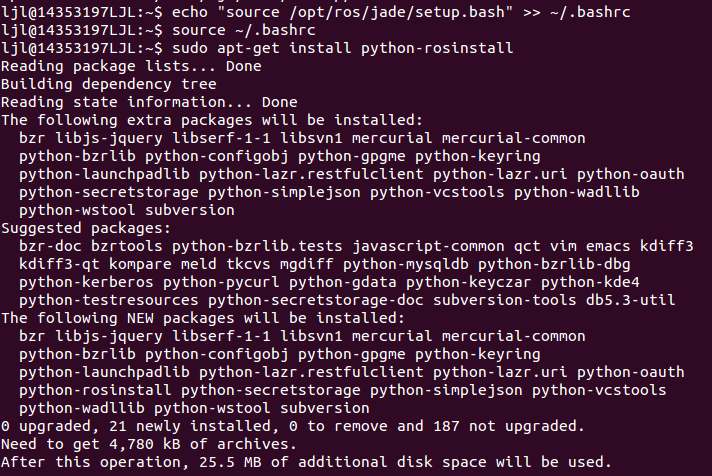 ljl@14353197LJL:~$ echo "source /opt/ros/jade/setup.bash" >> ~/.bashrc
ljl@14353197LJL:~$ source ~/.bashrc
ljl@14353197LJL:~$ sudo apt-get install python-rosinstall
Reading package lists... Done
Building dependency tree
Reading state information... Done
The following extra packages will be installed:
  bzr libjs-jquery libserf-1-1 libsvn1 mercurial mercurial-common
  python-bzrlib python-configobj python-gpgme python-keyring
  python-launchpadlib python-lazr.restfulclient python-lazr.uri python-oauth
  python-secretstorage python-simplejson python-vcstools python-wadllib
  python-wstool subversion
Suggested packages:
  bzr-doc bzrtools python-bzrlib.tests javascript-common qct vim emacs kdiff3
  kdiff3-qt kompare meld tkcvs mgdiff python-mysqldb python-bzrlib-dbg
  python-kerberos python-pycurl python-gdata python-keyczar python-kde4
  python-testresources python-secretstorage-doc subversion-tools db5.3-util
The following NEW packages will be installed:
  bzr libjs-jquery libserf-1-1 libsvn1 mercurial mercurial-common
  python-bzrlib python-configobj python-gpgme python-keyring
  python-launchpadlib python-lazr.restfulclient python-lazr.uri python-oauth
  python-rosinstall python-secretstorage python-simplejson python-vcstools
  python-wadllib python-wstool subversion
0 upgraded, 21 newly installed, 0 to remove and 187 not upgraded.
Need to get 4,780 kB of archives.
After this operation, 25.5 MB of additional disk space will be used.